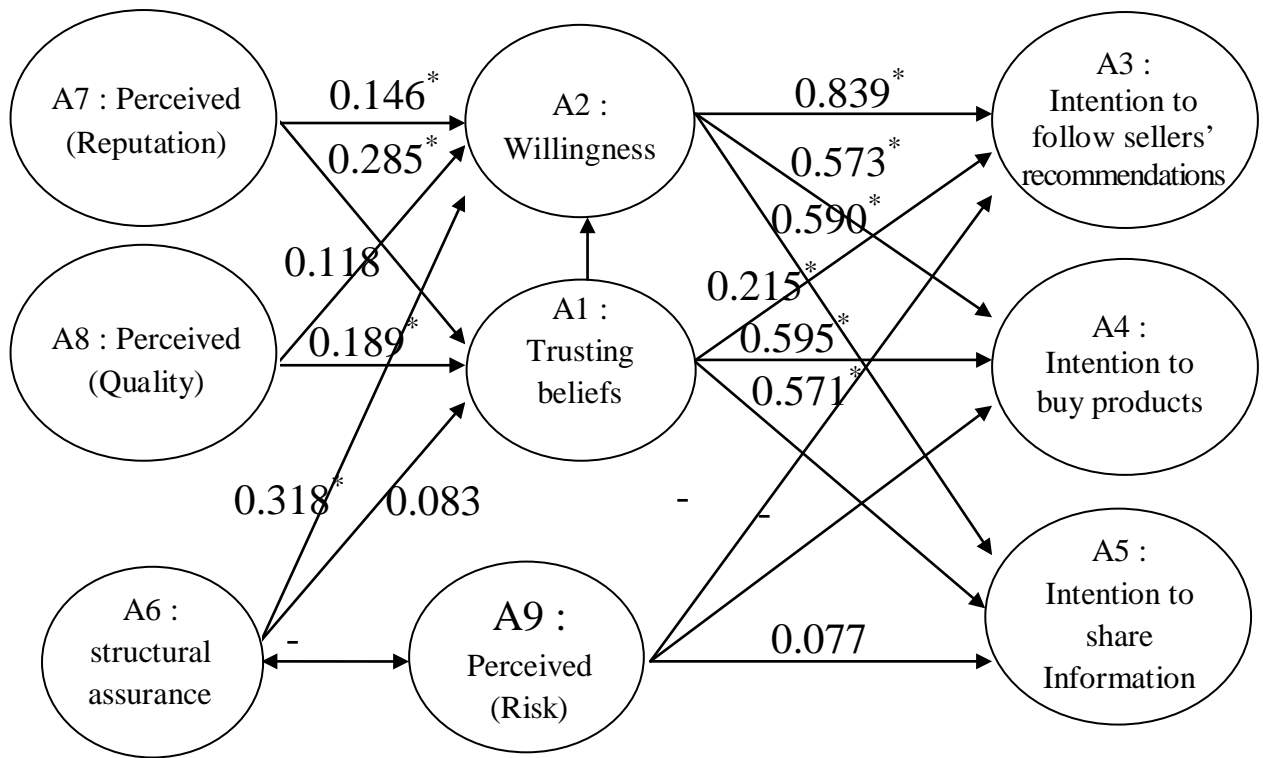 A7 : Perceived
(Reputation)
A2 :
Willingness
A3 :
Intention to
follow sellers’
recommendations
0.146*
0.285*
0.839*
0.573*
0.590*
0.118
0.215*
A8 : Perceived
(Quality)
0.189*
A1 :
Trusting
beliefs
0.595*
0.571*
A4 :
Intention to
buy products
0.318*
0.083
-
-
A6 :
structural
assurance
-
A9 :
Perceived
(Risk)
0.077
A5 :
Intention to
share
Information